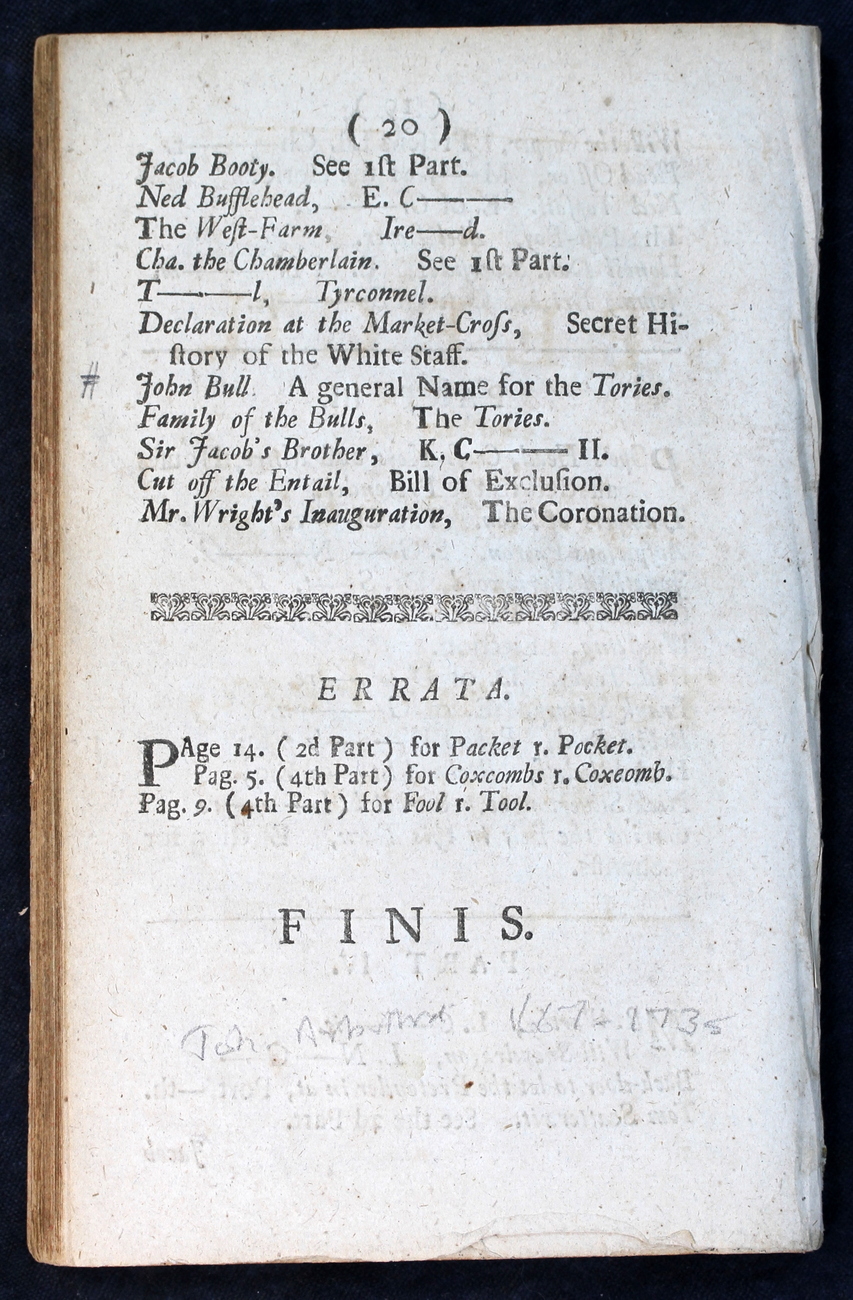 ( 20 )
Jacob Booty. See 1ſt Part.
Ned Bufflehead, E. C———
The Weſt-Farm, Ire——d.
Cha. the Chamberlain. See 1ſt Part.
T———l, Tyrconnel.
Declaration at the Market-Croſs, Secret Hi-
ſtory of the White Staff.
# John Bull. A general Name for the Tories.
Family of the Bulls, The Tories.
Sir Jacob's Brother, K. C——— II.
Cut off the Entail, Bill of Excluſion.
Mr. Wright's Inauguration, The Coronation.
ERRATA.
PAge 14. ( 2d Part ) for Packet r. Pocket.
Pag. 5. (4th Part) for Coxcombs r. Coxeomb.
Pag. 9. (4th Part) for Fool r. Tool.
FINIS.
John Arbuthnot 1667-1735